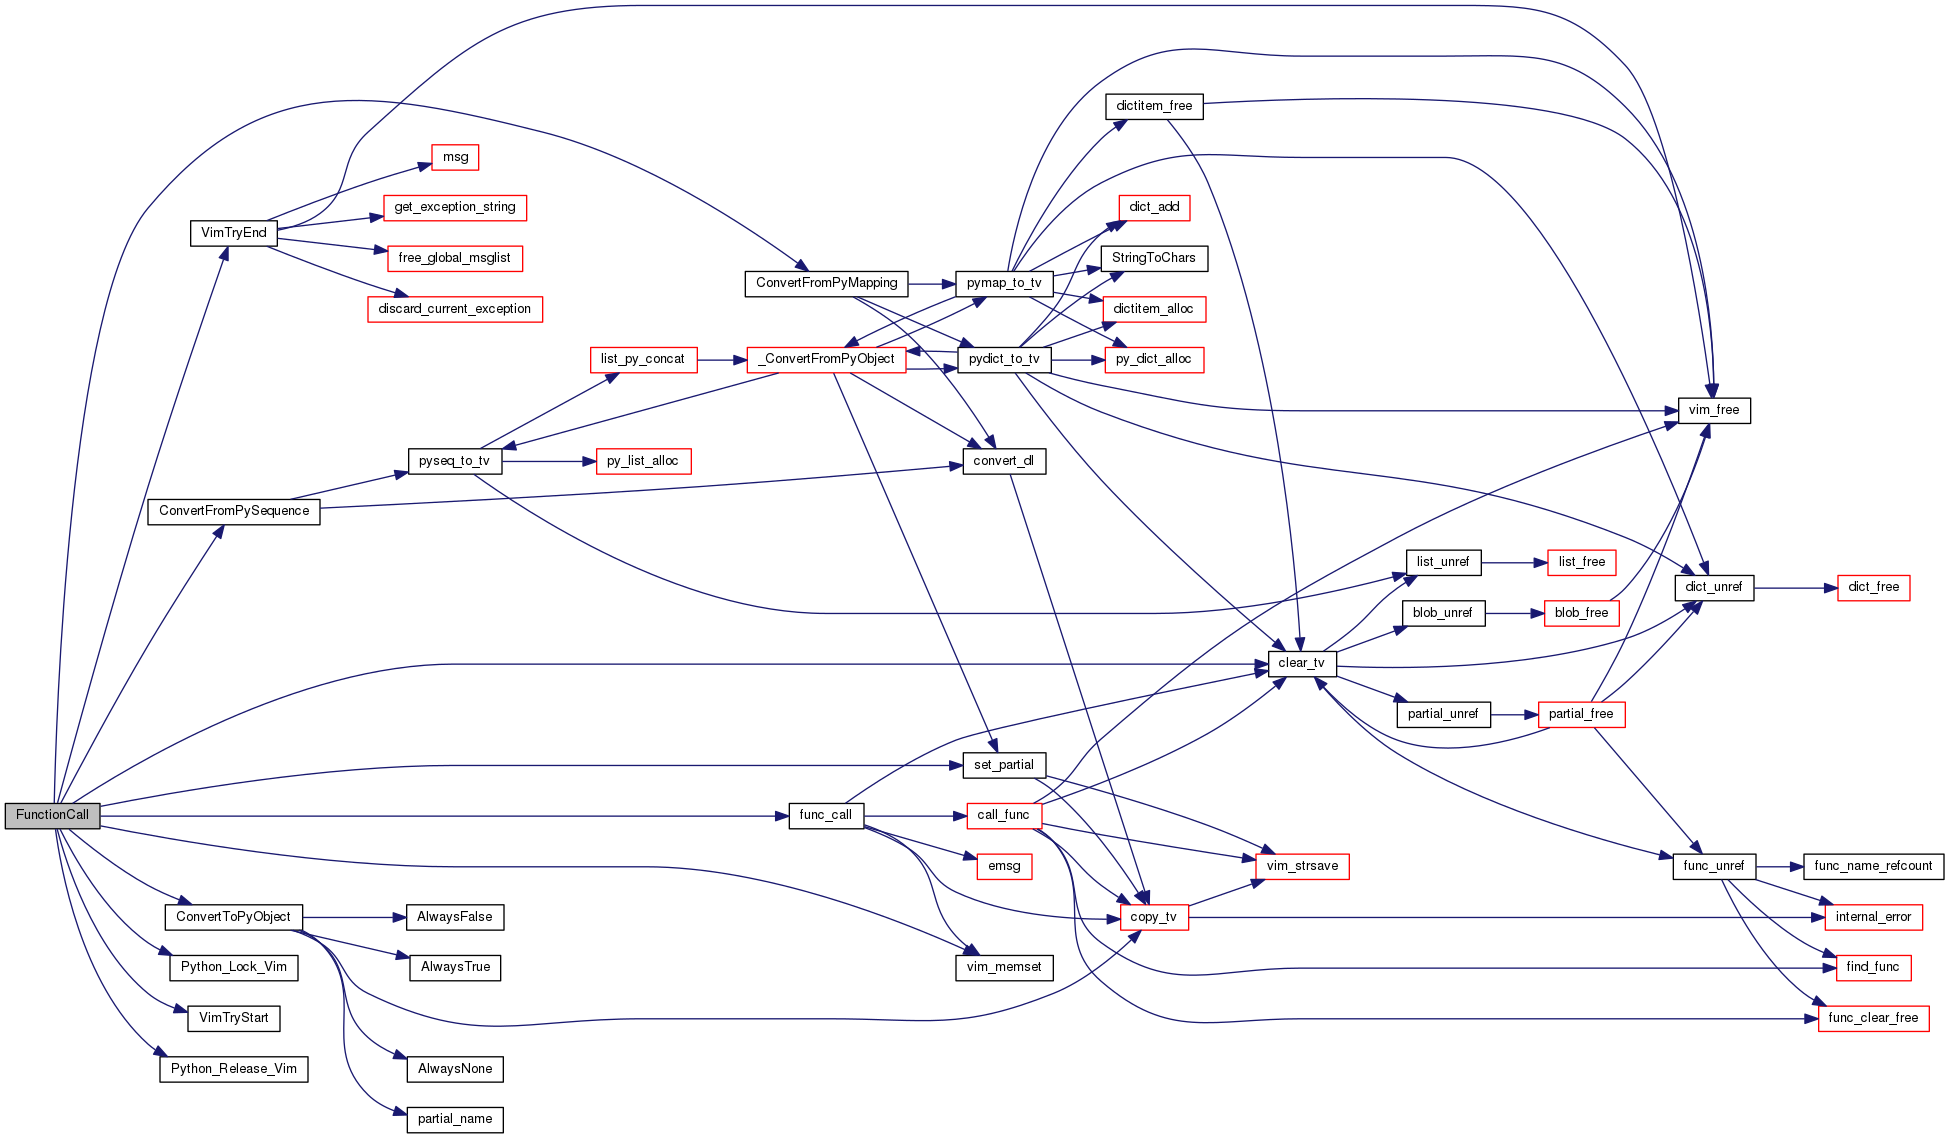 dictitem_free
msg
get_exception_string
dict_add
VimTryEnd
free_global_msglist
StringToChars
ConvertFromPyMapping
pymap_to_tv
discard_current_exception
dictitem_alloc
list_py_concat
_ConvertFromPyObject
pydict_to_tv
py_dict_alloc
vim_free
pyseq_to_tv
py_list_alloc
convert_dl
ConvertFromPySequence
list_unref
list_free
dict_unref
dict_free
blob_unref
blob_free
clear_tv
partial_unref
partial_free
set_partial
FunctionCall
func_call
call_func
emsg
vim_strsave
func_unref
func_name_refcount
ConvertToPyObject
AlwaysFalse
copy_tv
internal_error
Python_Lock_Vim
AlwaysTrue
vim_memset
find_func
VimTryStart
func_clear_free
Python_Release_Vim
AlwaysNone
partial_name